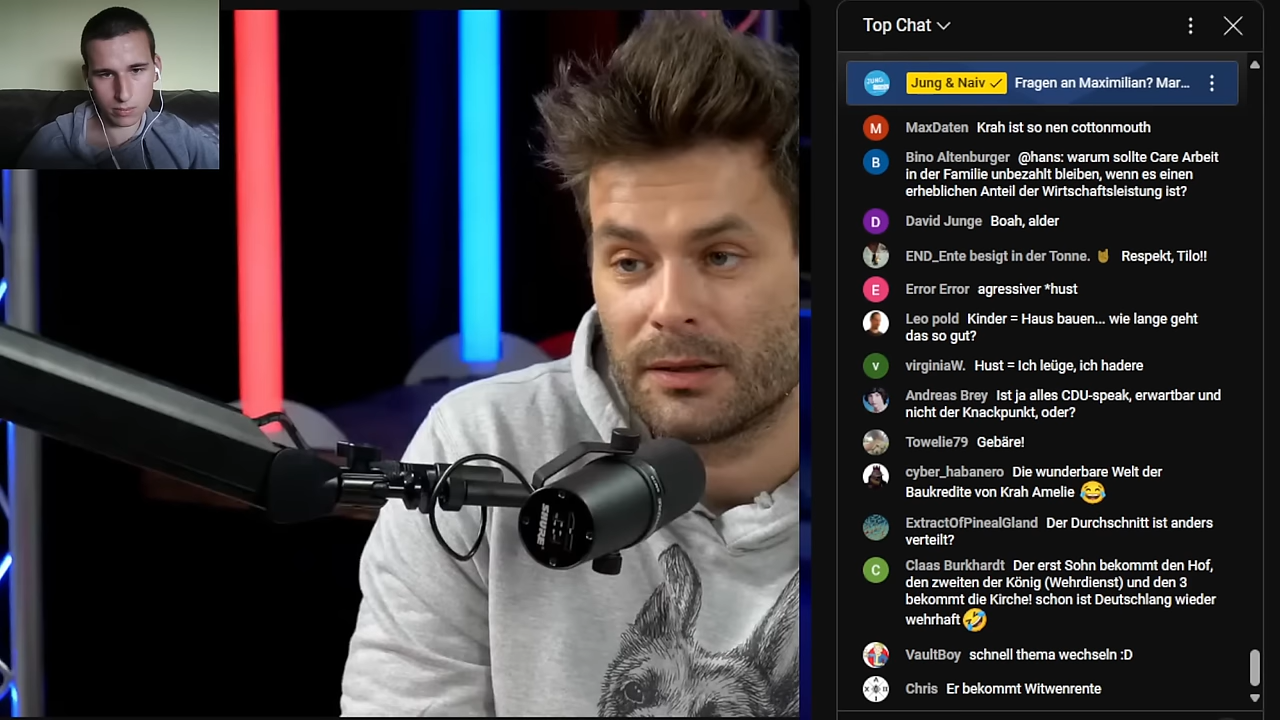 Top Chat
Jung & Naiv Fragen an Maximilian? Mar...
MaxDaten Krah ist so nen cottonmouth
Bino Altenburger @hans: warum sollte Care Arbeit
in der Familie unbezahlt bleiben, wenn es einen
erheblichen Anteil der Wirtschaftsleistung ist?
David Junge Boah, alder
END_Ente besigt in der Tonne. 🤘 Respekt, Tilo!!
Error Error agressiver *hust
Leo pold Kinder = Haus bauen... wie lange geht
das so gut?
virginiaW. Hust = Ich leüge, ich hadere
Andreas Brey Ist ja alles CDU-speak, erwartbar und
nicht der Knackpunkt, oder?
Towelie79 Gebäre!
cyber_habanero Die wunderbare Welt der
Baukredite von Krah Amelie 😂
ExtractOfPinealGland Der Durchschnitt ist anders
verteilt?
Claas Burkhardt Der erst Sohn bekommt den Hof,
den zweiten der König (Wehrdienst) und den 3
bekommt die Kirche! schon ist Deutschlang wieder
wehrhaft 🤣
VaultBoy schnell thema wechseln :D
Chris Er bekommt Witwenrente
M
B
D
E
v
C
SHURE